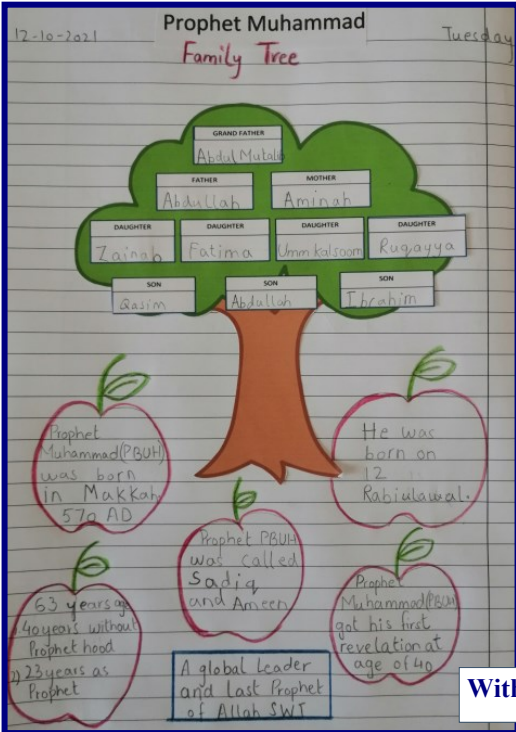 Prophet Muhammad
12-10-2021
Tuesday
Family Tree
GRAND FATHER
Abdul Mutalib
FATHER
Abdullah
MOTHER
Aminah
DAUGHTER
Zainab
DAUGHTER
Fatima
DAUGHTER
Umm kalsoom
DAUGHTER
Ruqayya
SON
Qasim
SON
Abdullah
SON
Ibrahim
Prophet
Muhammad(PBUH)
was born
in Makkah
570 AD
He was
born on
12
Rabiulawal.
Prophet PBUH
was called
Sadiq
and Ameen
63 years age
40years without
Prophet hood
2) 23years as
Prophet
Prophet
Muhammad(PBUH)
got his first
revelation at
age of 40
A global Leader
and Last Prophet
of Allah SWT
With